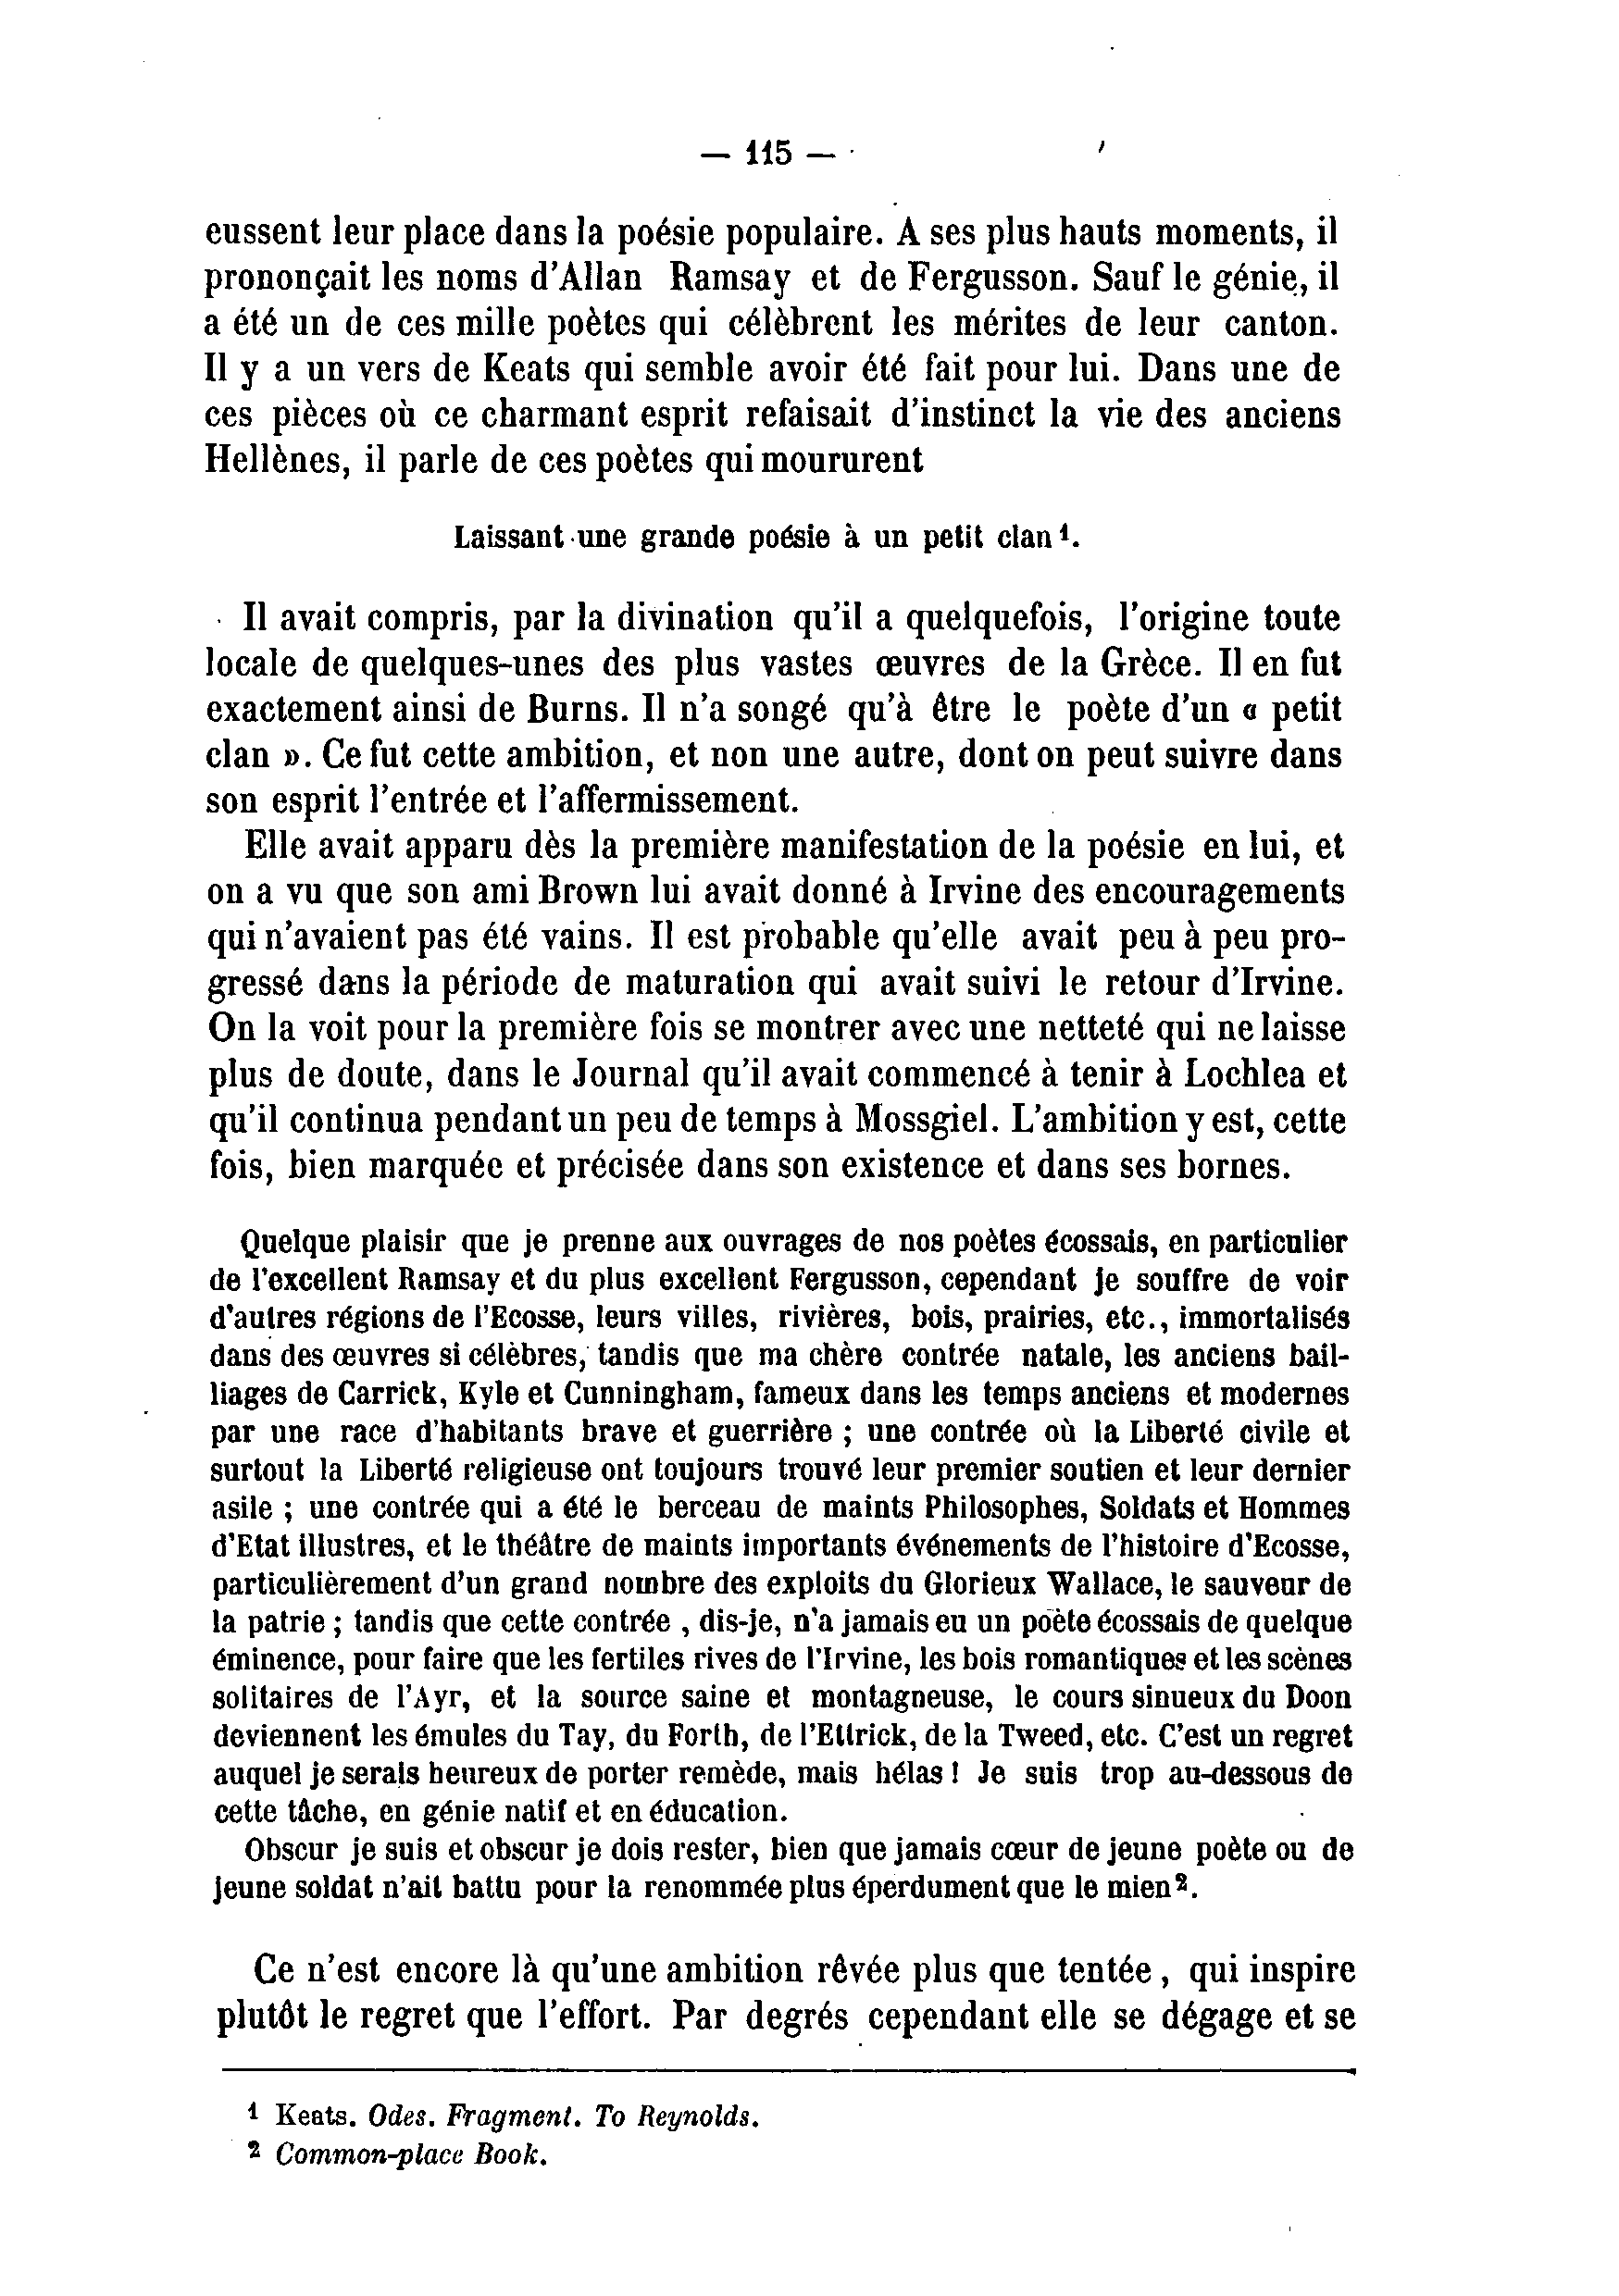 — 115 —
eussent leur place dans la poésie populaire. A ses plus hauts moments, il
prononçait les noms d'Allan Ramsay et de Fergusson. Sauf le génie, il
a été un de ces mille poètes qui célèbrent les mérites de leur canton.
Il y a un vers de Keats qui semble avoir été fait pour lui. Dans une de
ces pièces où ce charmant esprit refaisait d'instinct la vie des anciens
Hellènes, il parle de ces poètes qui moururent
Laissant une grande poésie à un petit clan¹.
Il avait compris, par la divination qu'il a quelquefois, l'origine toute
locale de quelques-unes des plus vastes œuvres de la Grèce. Il en fut
exactement ainsi de Burns. Il n'a songé qu'à être le poète d'un « petit
clan ». Ce fut cette ambition, et non une autre, dont on peut suivre dans
son esprit l'entrée et l'affermissement.
Elle avait apparu dès la première manifestation de la poésie en lui, et
on a vu que son ami Brown lui avait donné à Irvine des encouragements
qui n'avaient pas été vains. Il est probable qu'elle avait peu à peu pro-
gressé dans la période de maturation qui avait suivi le retour d'Irvine.
On la voit pour la première fois se montrer avec une netteté qui ne laisse
plus de doute, dans le Journal qu'il avait commencé à tenir à Lochlea et
qu'il continua pendant un peu de temps à Mossgiel. L'ambition y est, cette
fois, bien marquée et précisée dans son existence et dans ses bornes.
Quelque plaisir que je prenne aux ouvrages de nos poètes écossais, en particulier
de l'excellent Ramsay et du plus excellent Fergusson, cependant je souffre de voir
d'autres régions de l'Ecosse, leurs villes, rivières, bois, prairies, etc., immortalisés
dans des œuvres si célèbres, tandis que ma chère contrée natale, les anciens bail-
liages de Carrick, Kyle et Cunningham, fameux dans les temps anciens et modernes
par une race d'habitants brave et guerrière ; une contrée où la Liberté civile et
surtout la Liberté religieuse ont toujours trouvé leur premier soutien et leur dernier
asile ; une contrée qui a été le berceau de maints Philosophes, Soldats et Hommes
d'Etat illustres, et le théâtre de maints importants événements de l'histoire d'Ecosse,
particulièrement d'un grand nombre des exploits du Glorieux Wallace, le sauveur de
la patrie ; tandis que cette contrée , dis-je, n'a jamais eu un poète écossais de quelque
éminence, pour faire que les fertiles rives de l'Irvine, les bois romantiques et les scènes
solitaires de l'Ayr, et la source saine et montagneuse, le cours sinueux du Doon
deviennent les émules du Tay, du Forth, de l'Ettrick, de la Tweed, etc. C'est un regret
auquel je serais heureux de porter remède, mais hélas ! Je suis trop au-dessous de
cette tâche, en génie natif et en éducation.
Obscur je suis et obscur je dois rester, bien que jamais cœur de jeune poète ou de
jeune soldat n'ait battu pour la renommée plus éperdument que le mien².
Ce n'est encore là qu'une ambition rêvée plus que tentée , qui inspire
plutôt le regret que l'effort. Par degrés cependant elle se dégage et se
¹ Keats. Odes. Fragment. To Reynolds.
² Common-place Book.